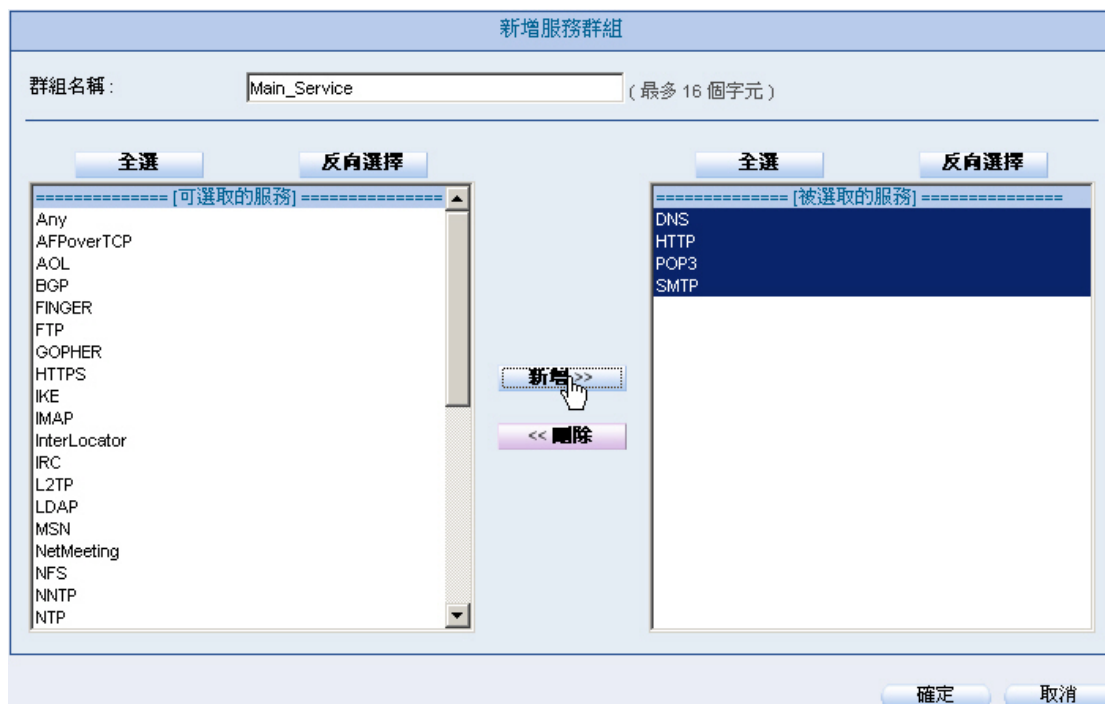 新增服務群組
群組名稱 : Main_Service ( 最多 16 個字元 )
全選 反向選擇 全選 反向選擇
============== [可選取的服務] ===============
Any
AFPoverTCP
AOL
BGP
FINGER
FTP
GOPHER
HTTPS
IKE
IMAP
InterLocator
IRC
L2TP
LDAP
MSN
NetMeeting
NFS
NNTP
NTP
新增 >>
<< 刪除
============== [被選取的服務] ===============
DNS
HTTP
POP3
SMTP
確定 取消